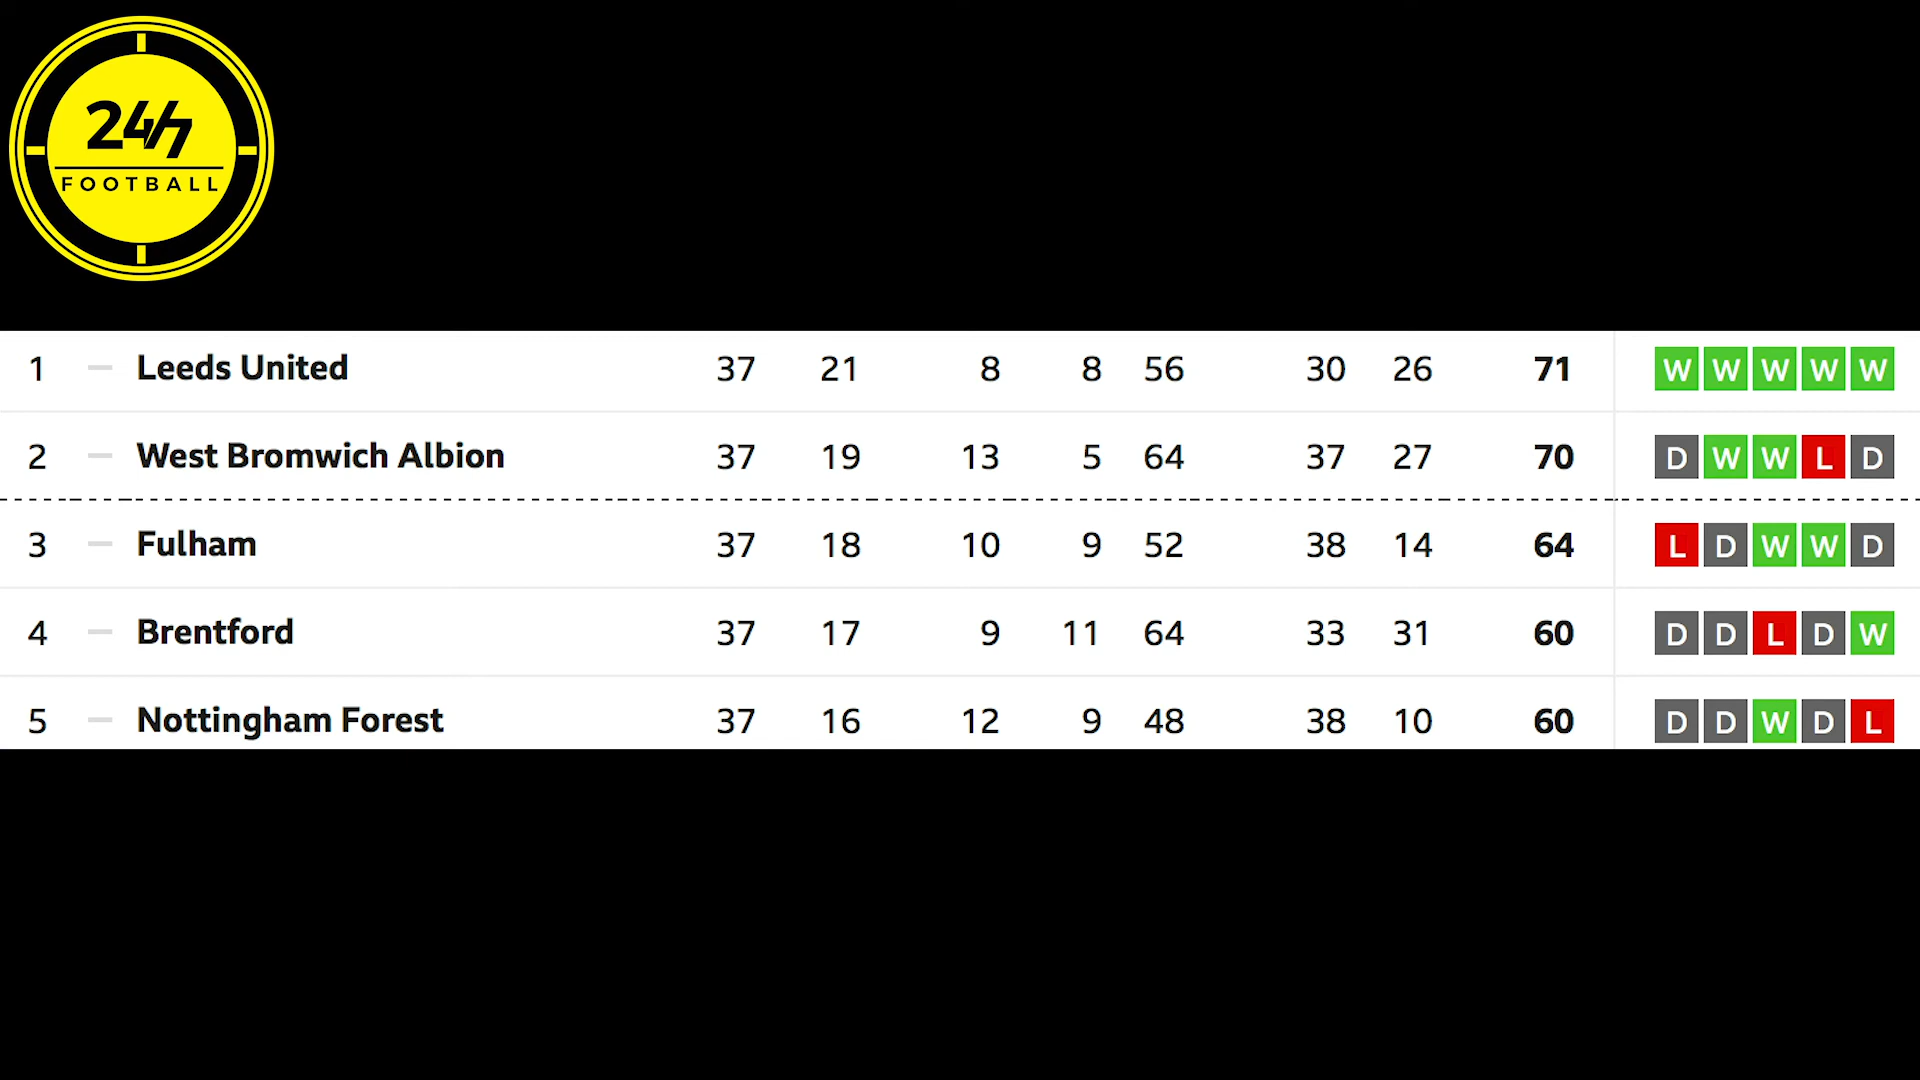 24/7
FOOTBALL
1 Leeds United 37 21 8 8 56 30 26 71 W W W W W
2 West Bromwich Albion 37 19 13 5 64 37 27 70 D W W L D
3 Fulham 37 18 10 9 52 38 14 64 L D W W D
4 Brentford 37 17 9 11 64 33 31 60 D D L D W
5 Nottingham Forest 37 16 12 9 48 38 10 60 D D W D L